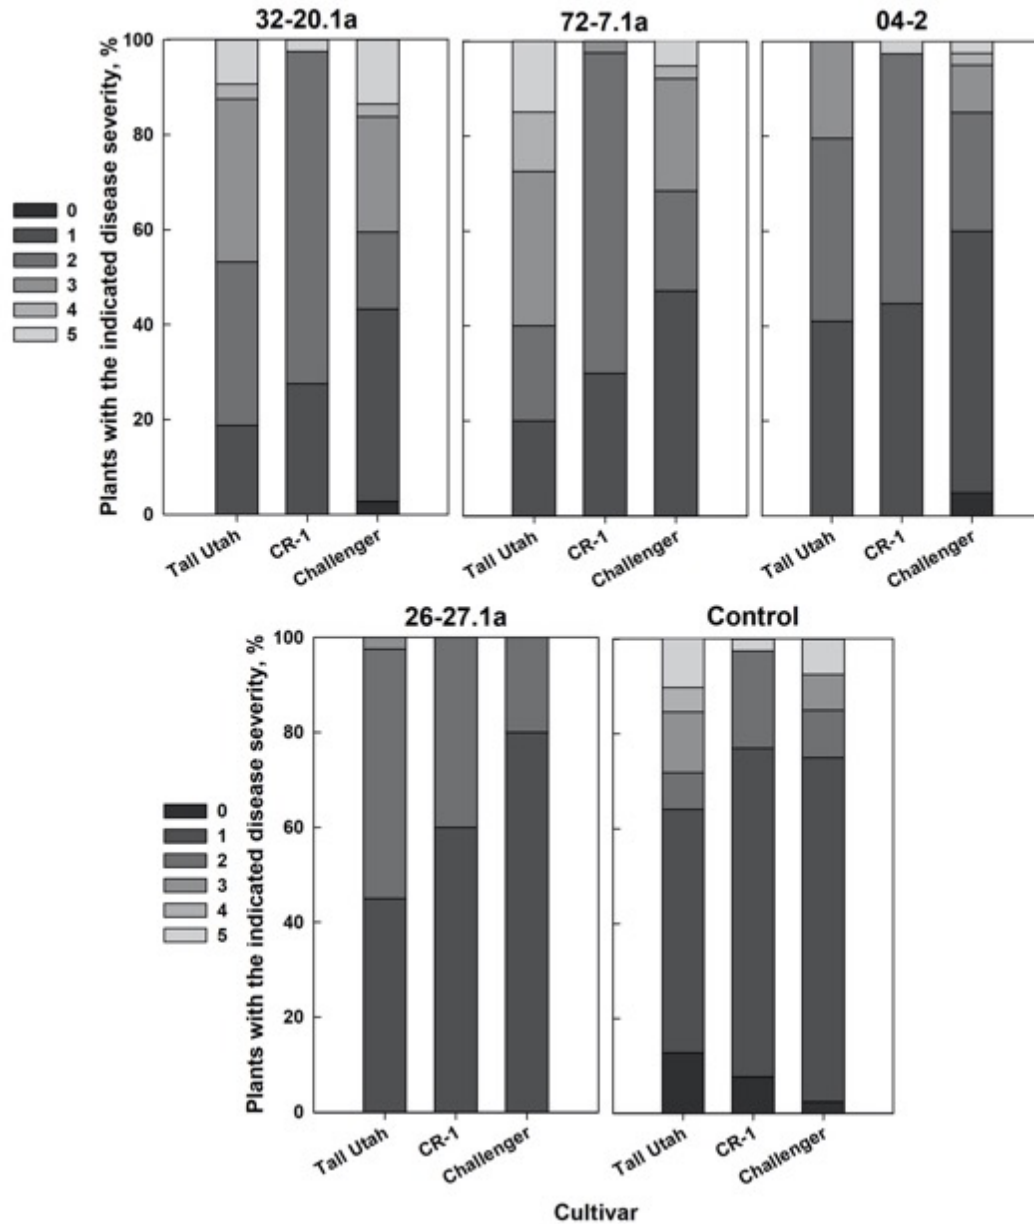 32-20.1a
72-7.1a
04-2
Plants with the indicated disease severity, %
100
80
60
40
20
0
0
1
2
3
4
5
Tall Utah
CR-1
Challenger
Tall Utah
CR-1
Challenger
Tall Utah
CR-1
Challenger
26-27.1a
Control
Plants with the indicated disease severity, %
100
80
60
40
20
0
0
1
2
3
4
5
Tall Utah
CR-1
Challenger
Tall Utah
CR-1
Challenger
Cultivar